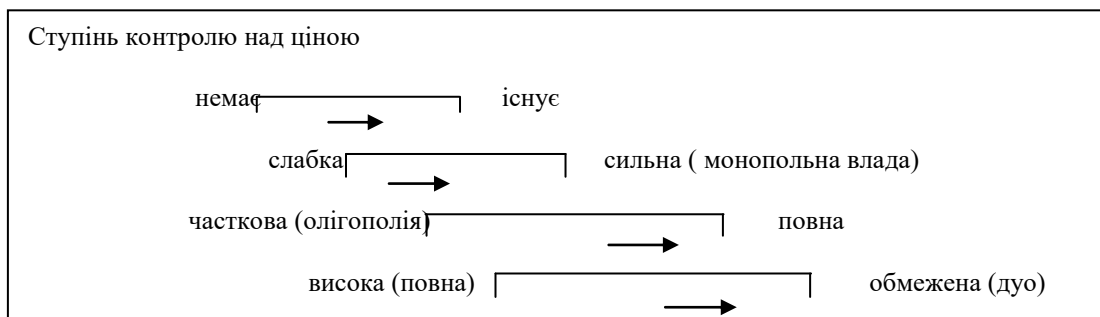 Ступінь контролю над ціною
немає існує
слабка сильна ( монопольна влада)
часткова (олігополія) повна
висока (повна) обмежена (дуо)